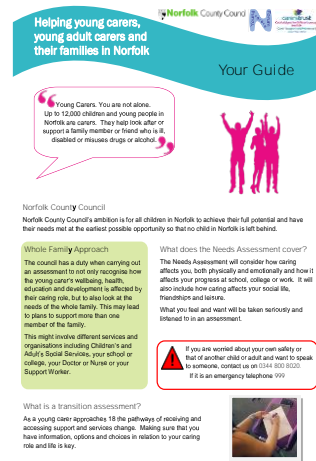 Helping young carers,
young adult carers and
their families in Norfolk
Norfolk County Council
N
carerstrust
Your Guide
Young Carers. You are not alone.
Up to 12,000 children and young people in
Norfolk are carers. They help look after or
support a family member or friend who is ill,
disabled or misuses drugs or alcohol.
Norfolk County Council
Norfolk County Council's ambition is for all children in Norfolk to achieve their full potential and have
their needs met at the earliest possible opportunity so that no child in Norfolk is left behind.
Whole Family Approach
The council has a duty when carrying out
an assessment to not only recognise how
the young carer's wellbeing, health,
education and development is affected by
their caring role, but to also look at the
needs of the whole family. This may lead
to plans to support more than one
member of the family.
This might involve different services and
organisations including Children's and
Adult's Social Services, your school or
college, your Doctor or Nurse or your
Support Worker.
What does the Needs Assessment cover?
The Needs Assessment will consider how caring
affects you, both physically and emotionally and how it
affects your progress at school, college or work. It will
also include how caring affects your social life,
friendships and leisure.
What you feel and want will be taken seriously and
listened to in an assessment.
If you are worried about your own safety or
that of another child or adult and want to speak
to someone, contact us on 0344 800 8020.
If it is an emergency telephone 999
What is a transition assessment?
As a young carer approaches 18 the pathways of receiving and
accessing support and services change. Making sure that you
have information, options and choices in relation to your caring
role and life is key.